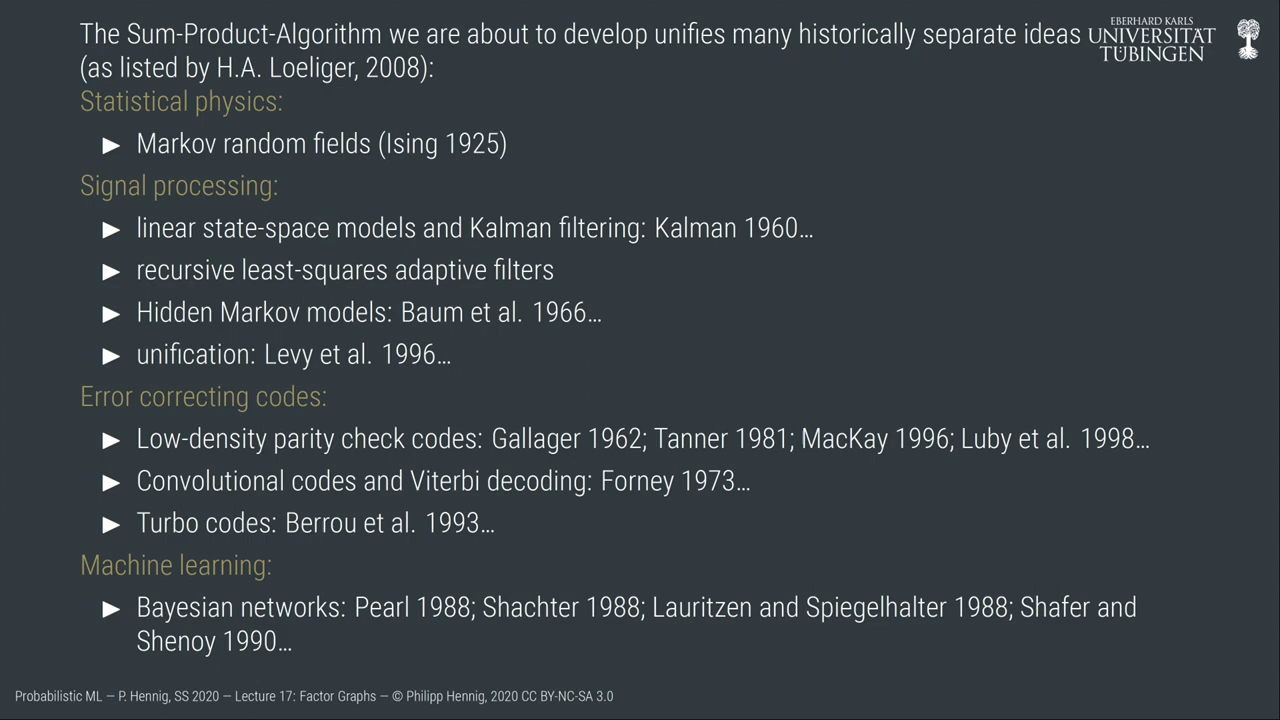 The Sum-Product-Algorithm we are about to develop unifies many historically separate ideas
(as listed by H.A. Loeliger, 2008):
EBERHARD KARLS
UNIVERSITÄT
TÜBINGEN
Statistical physics:
► Markov random fields (Ising 1925)
Signal processing:
► linear state-space models and Kalman filtering: Kalman 1960…
► recursive least-squares adaptive filters
► Hidden Markov models: Baum et al. 1966…
► unification: Levy et al. 1996…
Error correcting codes:
► Low-density parity check codes: Gallager 1962; Tanner 1981; MacKay 1996; Luby et al. 1998…
► Convolutional codes and Viterbi decoding: Forney 1973…
► Turbo codes: Berrou et al. 1993…
Machine learning:
► Bayesian networks: Pearl 1988; Shachter 1988; Lauritzen and Spiegelhalter 1988; Shafer and
Shenoy 1990…
Probabilistic ML — P. Hennig, SS 2020 — Lecture 17: Factor Graphs — © Philipp Hennig, 2020 CC BY-NC-SA 3.0